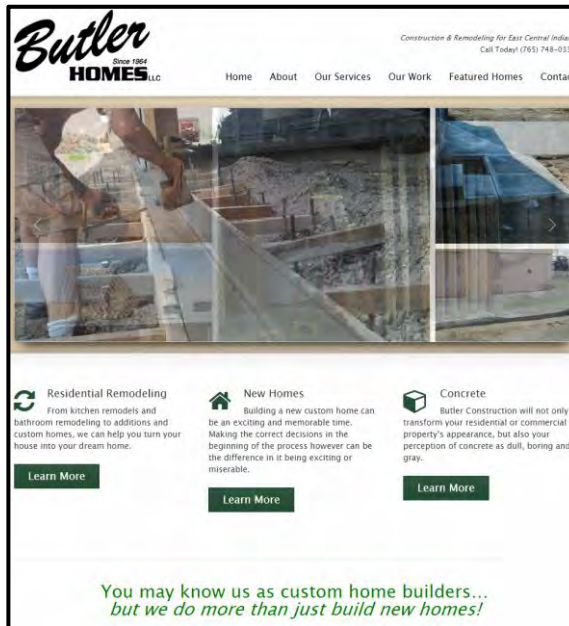 Butler
Since 1964
HOMES LLC
Construction & Remodeling for East Central Indian
Call Today! (765) 748-03
Home About Our Services Our Work Featured Homes Contac
Residential Remodeling
From kitchen remodels and
bathroom remodeling to additions and
custom homes, we can help you turn your
house into your dream home.
Learn More
New Homes
Building a new custom home can
be an exciting and memorable time.
Making the correct decisions in the
beginning of the process however can be
the difference in it being exciting or
miserable.
Learn More
Concrete
Butler Construction will not only
transform your residential or commercial
property's appearance, but also your
perception of concrete as dull, boring and
gray.
Learn More
You may know us as custom home builders...
but we do more than just build new homes!